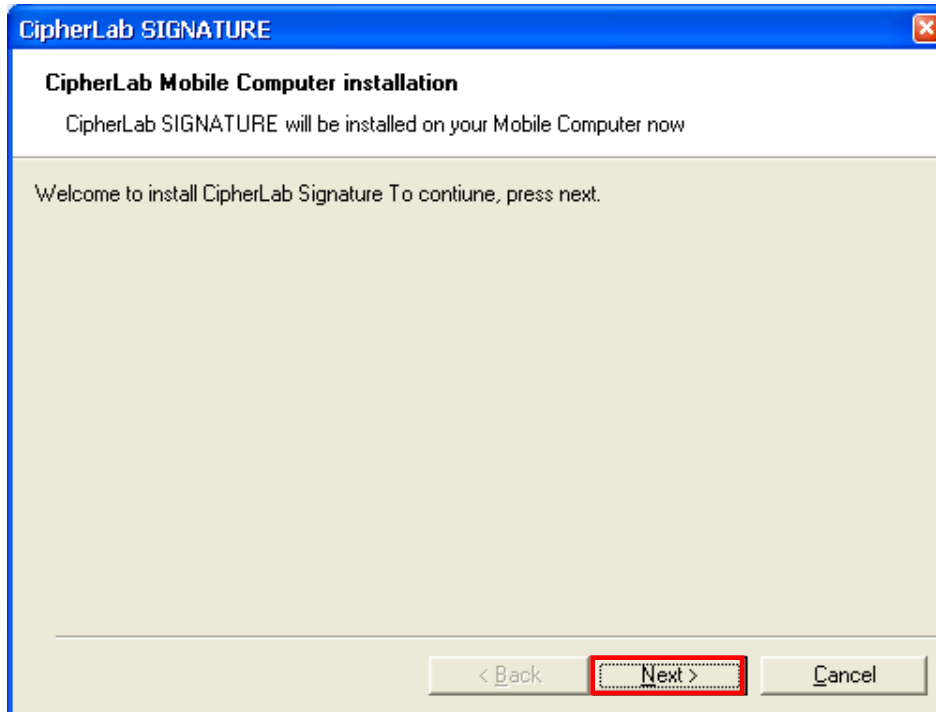 CipherLab SIGNATURE
CipherLab Mobile Computer installation
CipherLab SIGNATURE will be installed on your Mobile Computer now
Welcome to install CipherLab Signature To contiune, press next.
< Back Next > Cancel